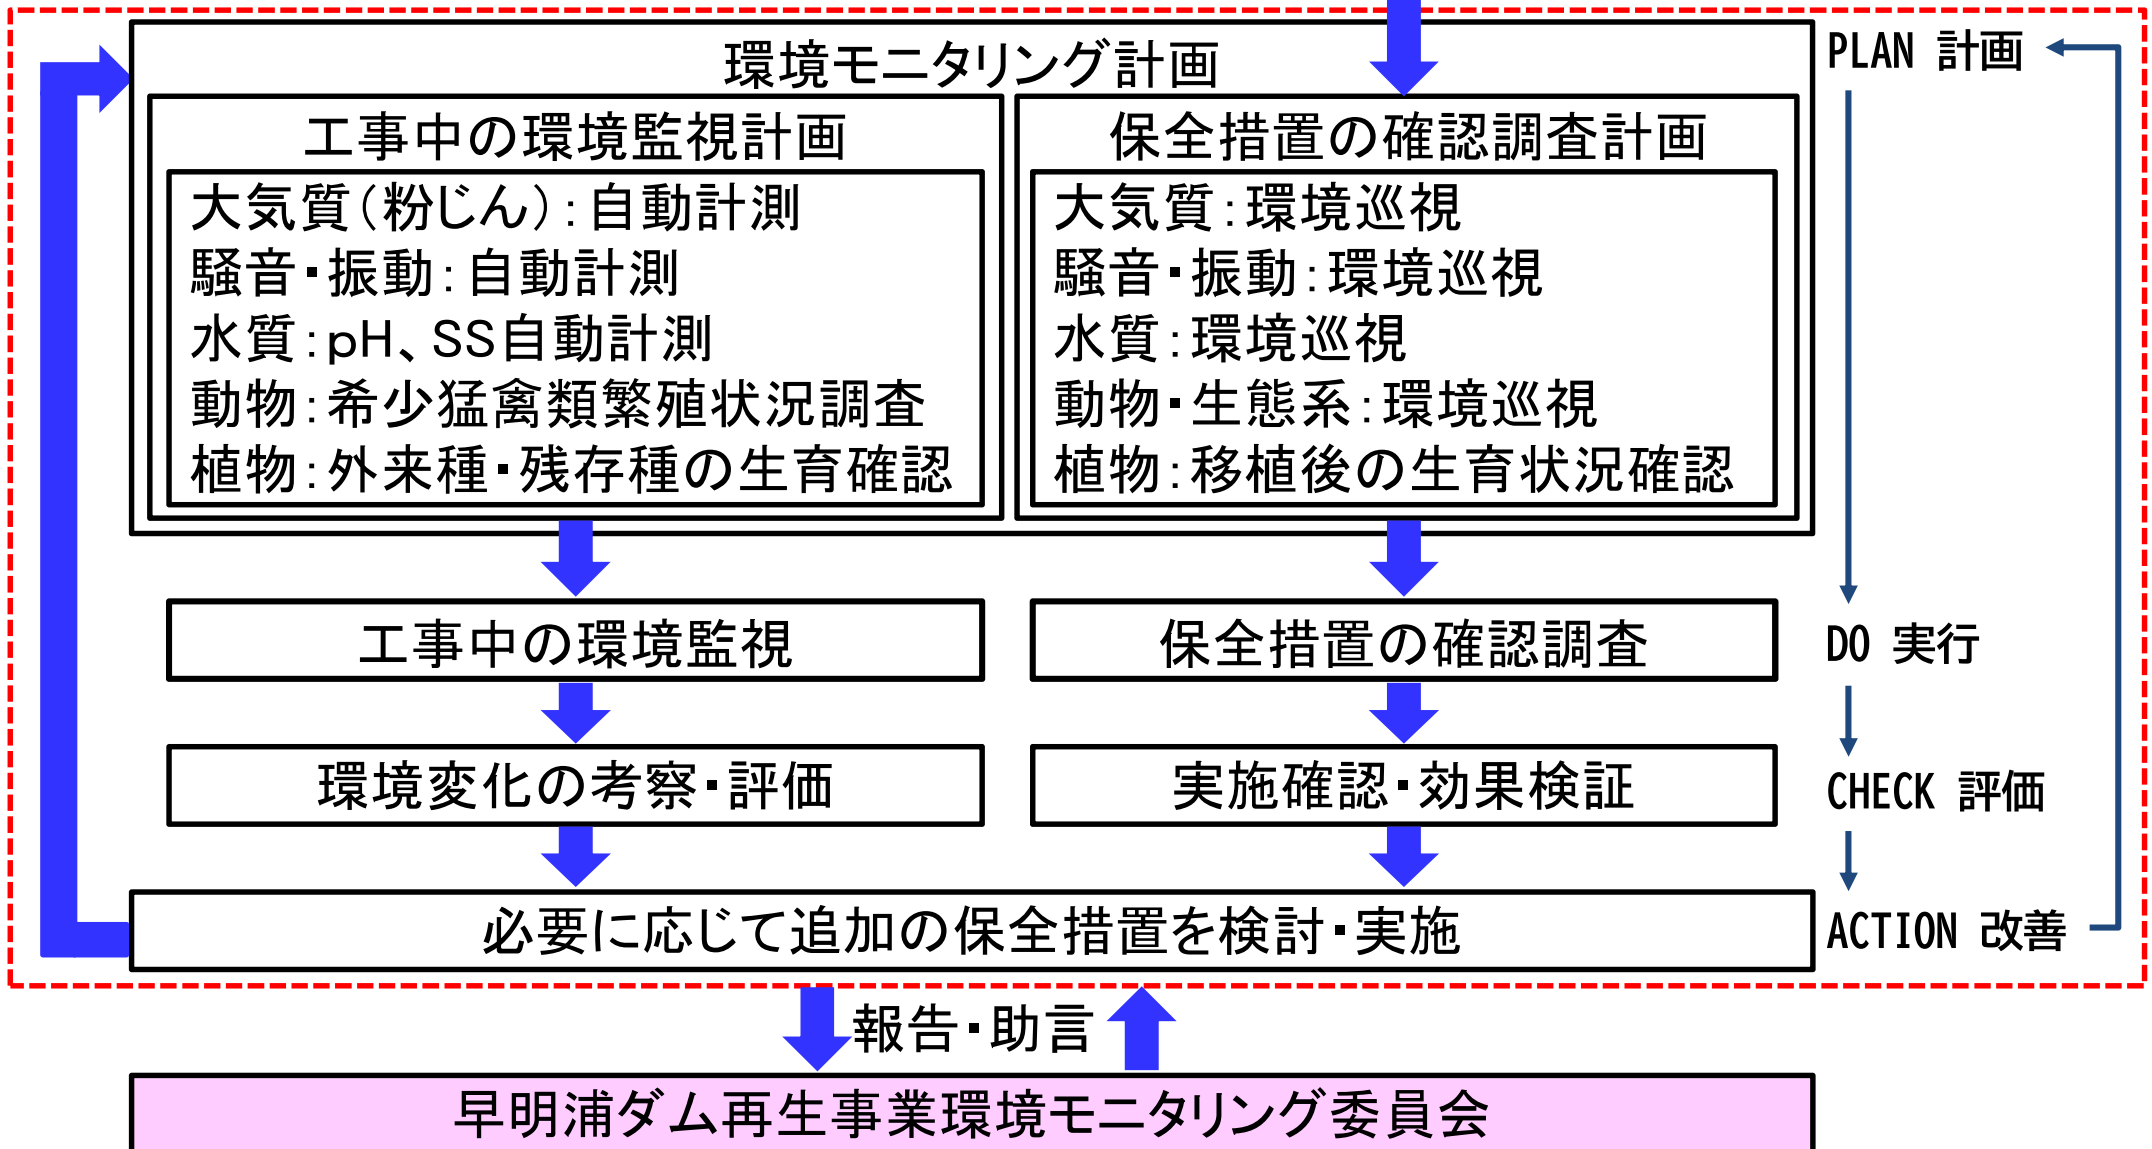 環境モニタリング計画
工事中の環境監視計画
大気質(粉じん):自動計測
騒音・振動:自動計測
水質:pH、SS自動計測
動物:希少猛禽類繁殖状況調査
植物:外来種・残存種の生育確認
保全措置の確認調査計画
大気質:環境巡視
騒音・振動:環境巡視
水質:環境巡視
動物・生態系:環境巡視
植物:移植後の生育状況確認
PLAN 計画
工事中の環境監視
保全措置の確認調査
DO 実行
環境変化の考察・評価
実施確認・効果検証
CHECK 評価
必要に応じて追加の保全措置を検討・実施
ACTION 改善
報告・助言
早明浦ダム再生事業環境モニタリング委員会